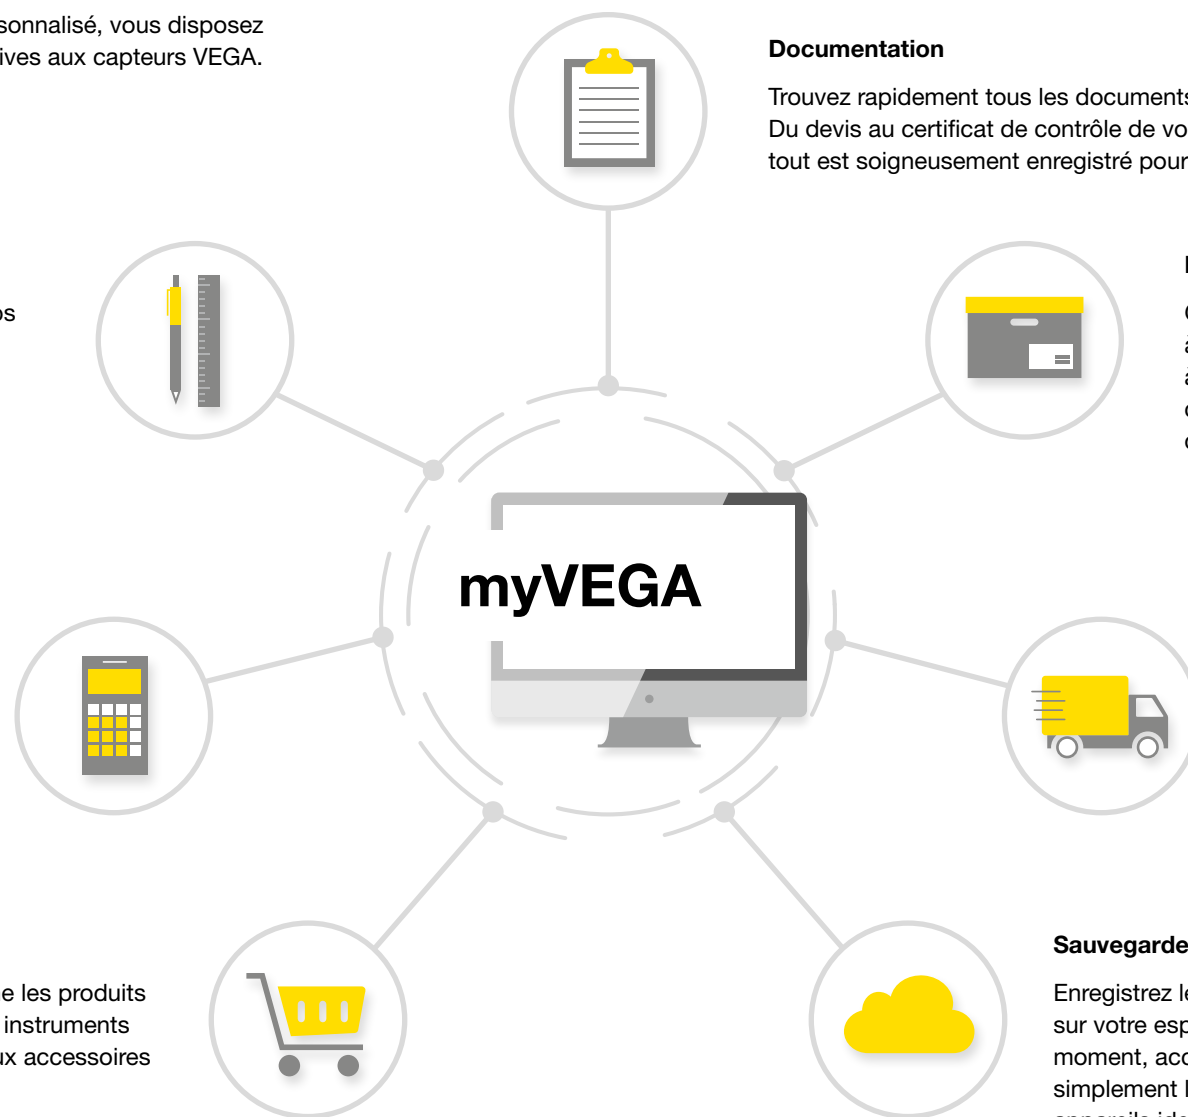 sonnalisé, vous disposez
ives aux capteurs VEGA.
Documentation
Trouvez rapidement tous les documents
Du devis au certificat de contrôle de vo
tout est soigneusement enregistré pour
os
à
à
myVEGA
e les produits
instruments
ux accessoires
Sauvegarde
Enregistrez le
sur votre esp
moment, acc
simplement l